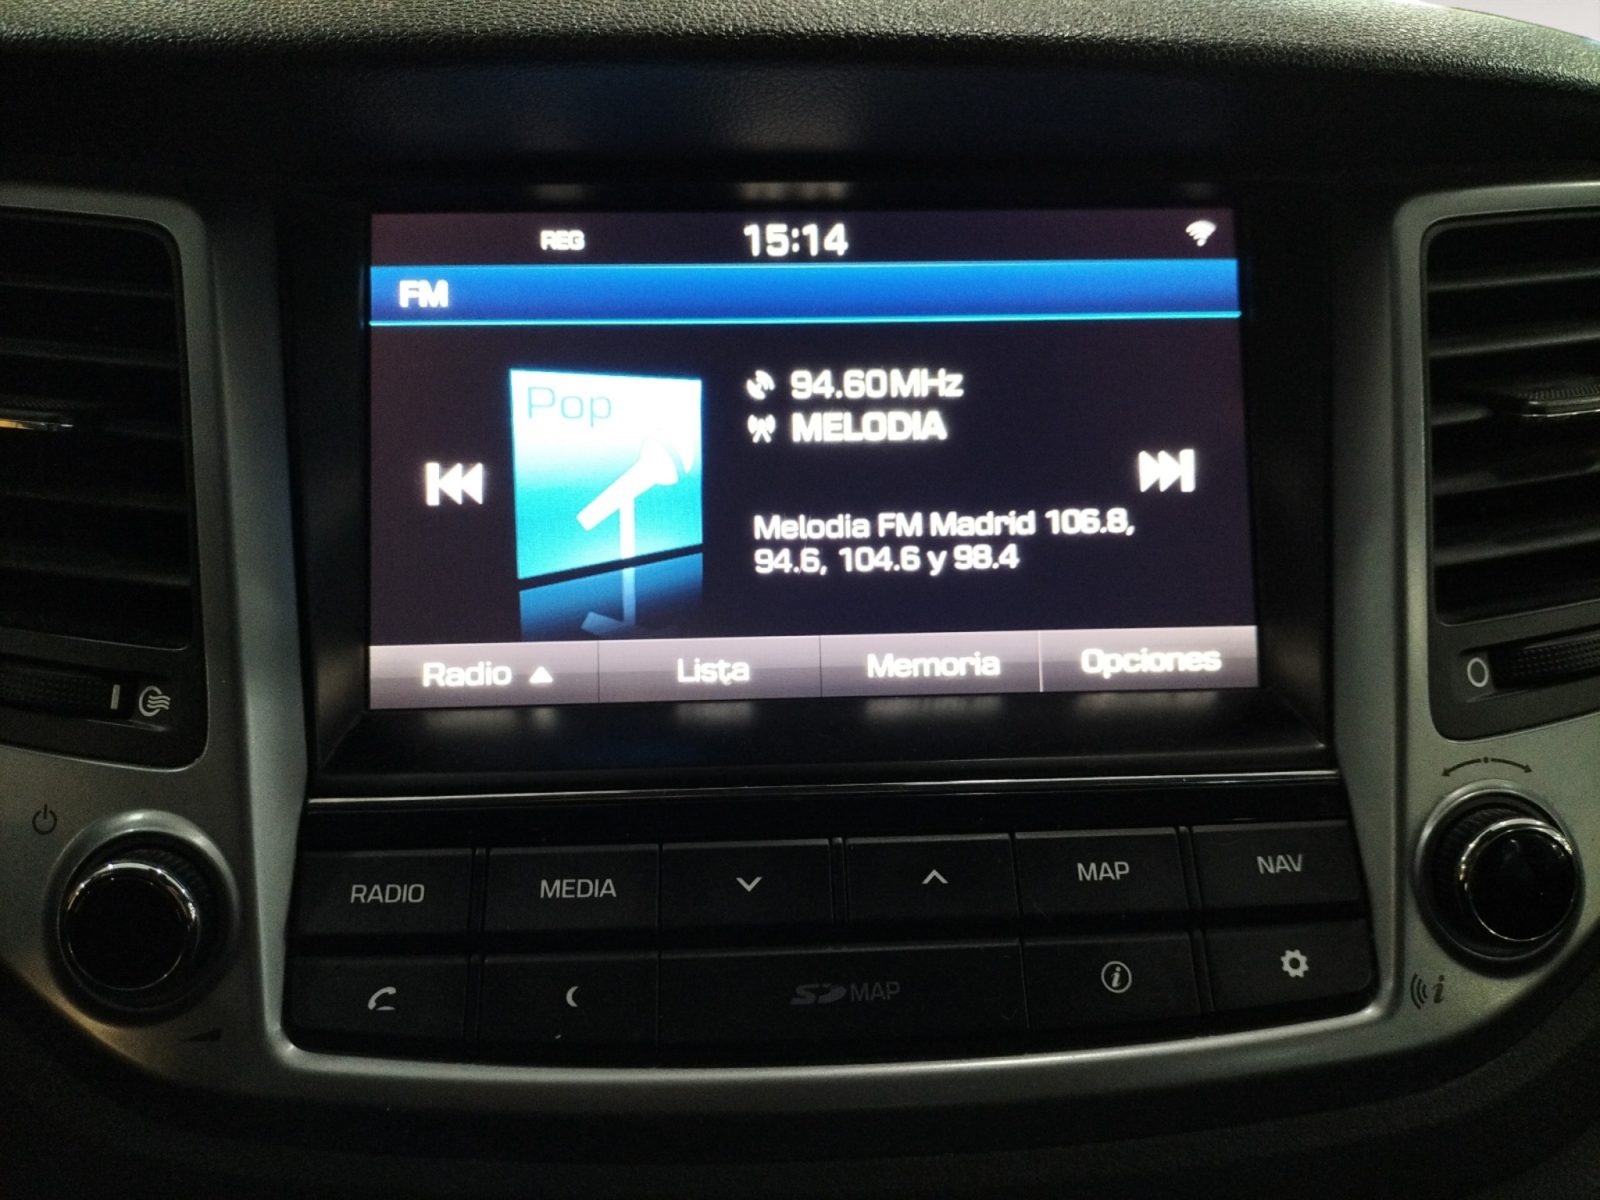 REG
15:14
FM
Pop
94.60MHz
MELODIA
Melodia FM Madrid 106.8,
94.6, 104.6 y 98.4
Radio
Lista
Memoria
Opciones
RADIO
MEDIA
MAP
NAV
SD MAP
i
i